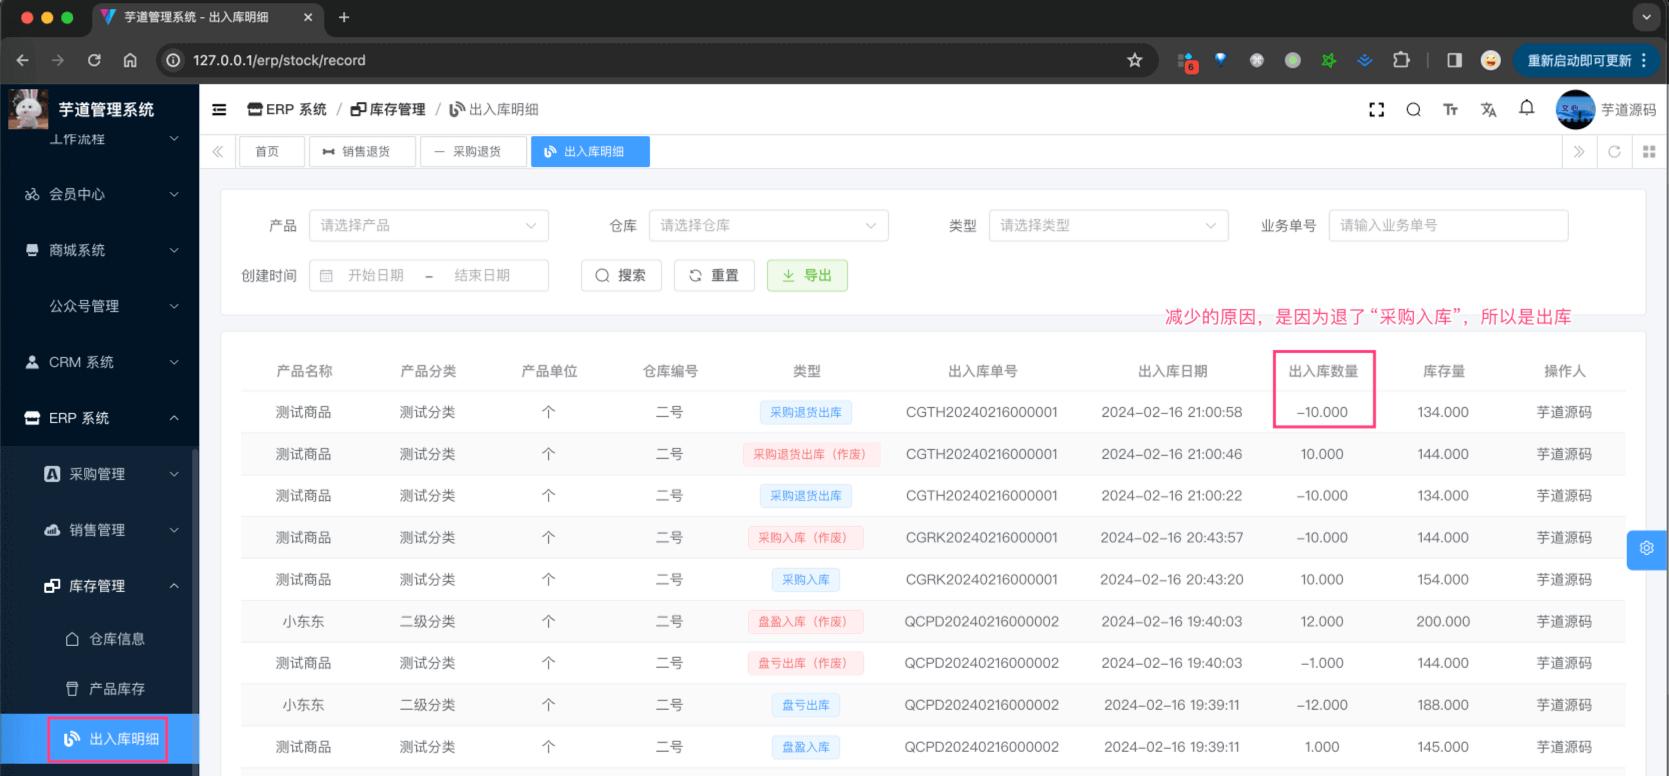 芋道管理系统 - 出入库明细
127.0.0.1/erp/stock/record
6
重新启动即可更新
芋道管理系统
ERP 系统 / 库存管理 / 出入库明细
芋道源码
工作流程
首页 销售退货 采购退货 出入库明细
会员中心
商城系统
公众号管理
CRM 系统
ERP 系统
采购管理
销售管理
库存管理
仓库信息
产品库存
出入库明细
产品 请选择产品 仓库 请选择仓库 类型 请选择类型 业务单号 请输入业务单号
创建时间 开始日期 - 结束日期 搜索 重置 导出
减少的原因，是因为退了“采购入库”，所以是出库
产品名称 产品分类 产品单位 仓库编号 类型 出入库单号 出入库日期 出入库数量 库存量 操作人
测试商品 测试分类 个 二号 采购退货出库 CGTH20240216000001 2024-02-16 21:00:58 -10.000 134.000 芋道源码
测试商品 测试分类 个 二号 采购退货出库（作废） CGTH20240216000001 2024-02-16 21:00:46 10.000 144.000 芋道源码
测试商品 测试分类 个 二号 采购退货出库 CGTH20240216000001 2024-02-16 21:00:22 -10.000 134.000 芋道源码
测试商品 测试分类 个 二号 采购入库（作废） CGRK20240216000001 2024-02-16 20:43:57 -10.000 144.000 芋道源码
测试商品 测试分类 个 二号 采购入库 CGRK20240216000001 2024-02-16 20:43:20 10.000 154.000 芋道源码
小东东 二级分类 个 二号 盘盈入库（作废） QCPD20240216000002 2024-02-16 19:40:03 12.000 200.000 芋道源码
测试商品 测试分类 个 二号 盘亏出库（作废） QCPD20240216000002 2024-02-16 19:40:03 -1.000 144.000 芋道源码
小东东 二级分类 个 二号 盘亏出库 QCPD20240216000002 2024-02-16 19:39:11 -12.000 188.000 芋道源码
测试商品 测试分类 个 二号 盘盈入库 QCPD20240216000002 2024-02-16 19:39:11 1.000 145.000 芋道源码